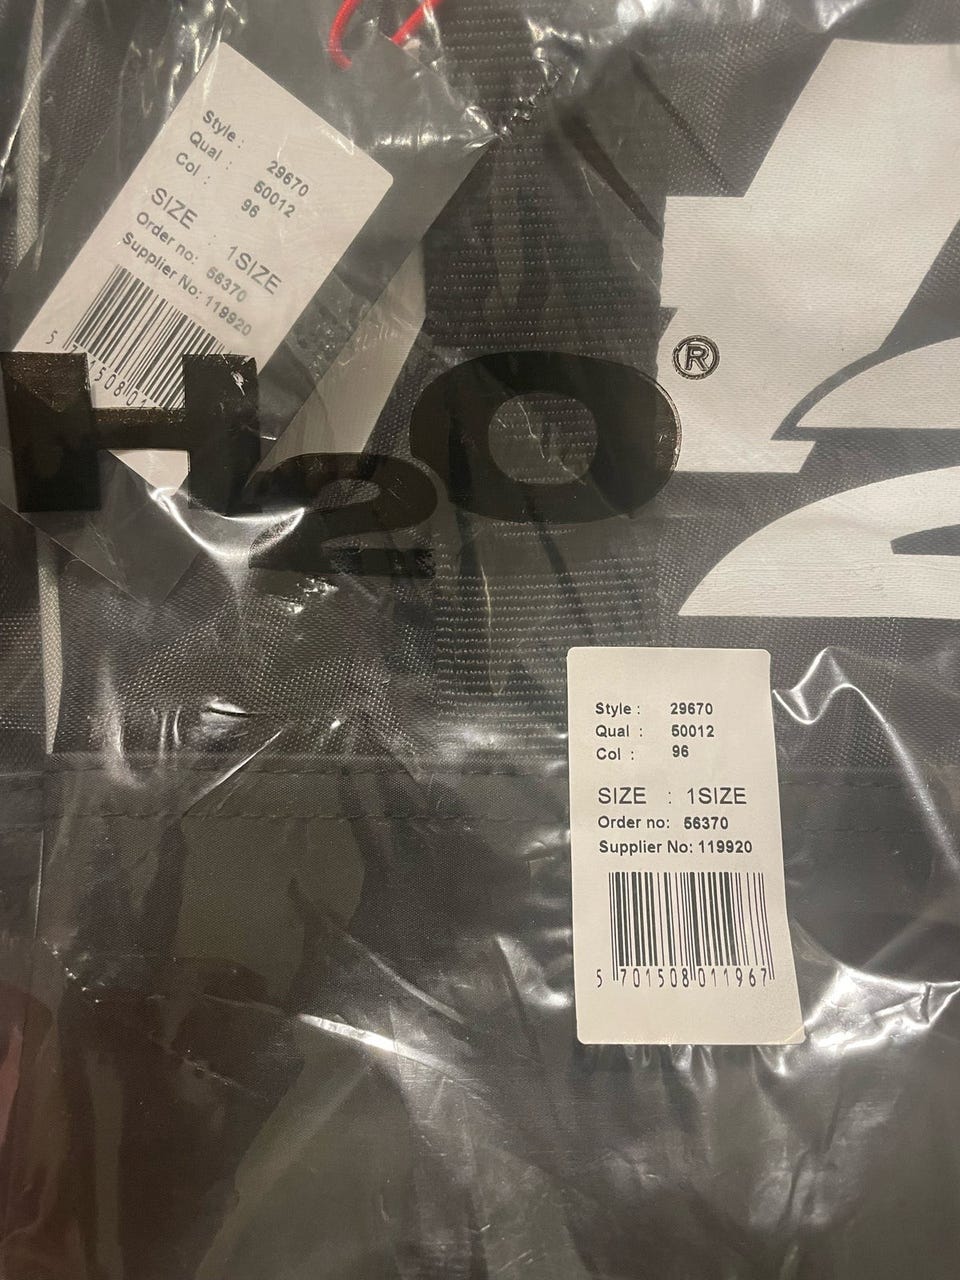 Style : 29670
Qual : 50012
Col : 96
SIZE : 1SIZE
Order no: 56370
Supplier No: 119920
H2O®
Style : 29670
Qual : 50012
Col : 96
SIZE : 1SIZE
Order no: 56370
Supplier No: 119920
5 701508 011967